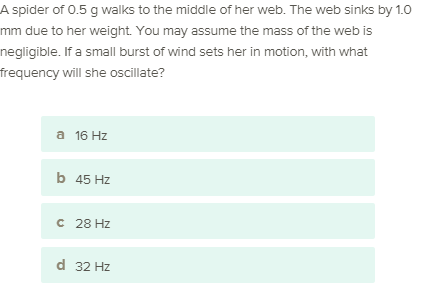 A spider of 0.5 g walks to the middle of her web. The web sinks by 1.0
mm due to her weight. You may assume the mass of the web is
negligible. If a small burst of wind sets her in motion, with what
frequency will she oscillate?
a 16 Hz
b 45 Hz
c 28 Hz
d 32 Hz